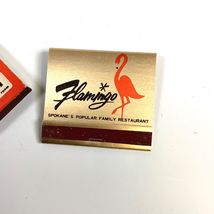 Flamingo
SPOKANE'S POPULAR FAMILY RESTAURANT